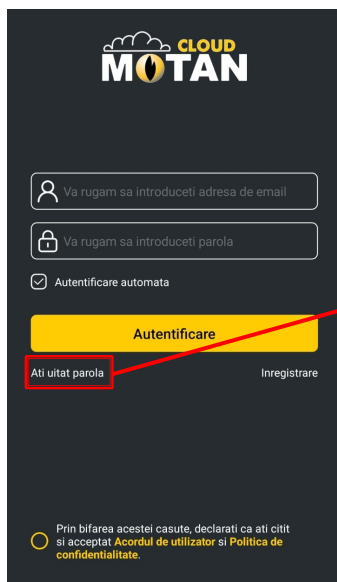 CLOUD
MOTAN
Va rugam sa introduceti adresa de email
Va rugam sa introduceti parola
Autentificare automata
Autentificare
Ati uitat parola
Inregistrare
Prin bifarea acestei casute, declarati ca ati citit
si acceptat Acordul de utilizator si Politica de
confidentialitate.